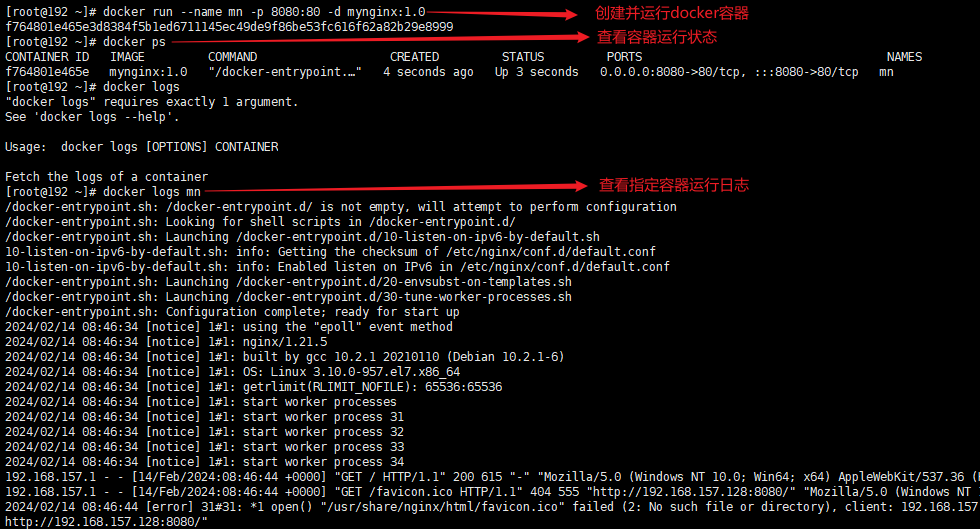 [root@192 ~]# docker run --name mn -p 8080:80 -d mynginx:1.0 创建并运行docker容器
f764801e465e3d8384f5b1ed6711145ec49de9f86be53fc616f62a82b29e8999
[root@192 ~]# docker ps 查看容器运行状态
CONTAINER ID   IMAGE         COMMAND                  CREATED         STATUS         PORTS                                   NAMES
f764801e465e   mynginx:1.0   "/docker-entrypoint.…"   4 seconds ago   Up 3 seconds   0.0.0.0:8080->80/tcp, :::8080->80/tcp   mn
[root@192 ~]# docker logs
"docker logs" requires exactly 1 argument.
See 'docker logs --help'.
Usage:  docker logs [OPTIONS] CONTAINER
Fetch the logs of a container
[root@192 ~]# docker logs mn 查看指定容器运行日志
/docker-entrypoint.sh: /docker-entrypoint.d/ is not empty, will attempt to perform configuration
/docker-entrypoint.sh: Looking for shell scripts in /docker-entrypoint.d/
/docker-entrypoint.sh: Launching /docker-entrypoint.d/10-listen-on-ipv6-by-default.sh
10-listen-on-ipv6-by-default.sh: info: Getting the checksum of /etc/nginx/conf.d/default.conf
10-listen-on-ipv6-by-default.sh: info: Enabled listen on IPv6 in /etc/nginx/conf.d/default.conf
/docker-entrypoint.sh: Launching /docker-entrypoint.d/20-envsubst-on-templates.sh
/docker-entrypoint.sh: Launching /docker-entrypoint.d/30-tune-worker-processes.sh
/docker-entrypoint.sh: Configuration complete; ready for start up
2024/02/14 08:46:34 [notice] 1#1: using the "epoll" event method
2024/02/14 08:46:34 [notice] 1#1: nginx/1.21.5
2024/02/14 08:46:34 [notice] 1#1: built by gcc 10.2.1 20210110 (Debian 10.2.1-6)
2024/02/14 08:46:34 [notice] 1#1: OS: Linux 3.10.0-957.el7.x86_64
2024/02/14 08:46:34 [notice] 1#1: getrlimit(RLIMIT_NOFILE): 65536:65536
2024/02/14 08:46:34 [notice] 1#1: start worker processes
2024/02/14 08:46:34 [notice] 1#1: start worker process 31
2024/02/14 08:46:34 [notice] 1#1: start worker process 32
2024/02/14 08:46:34 [notice] 1#1: start worker process 33
2024/02/14 08:46:34 [notice] 1#1: start worker process 34
192.168.157.1 - - [14/Feb/2024:08:46:44 +0000] "GET / HTTP/1.1" 200 615 "-" "Mozilla/5.0 (Windows NT 10.0; Win64; x64) AppleWebKit/537.36 (
192.168.157.1 - - [14/Feb/2024:08:46:44 +0000] "GET /favicon.ico HTTP/1.1" 404 555 "http://192.168.157.128:8080/" "Mozilla/5.0 (Windows NT
2024/02/14 08:46:44 [error] 31#31: *1 open() "/usr/share/nginx/html/favicon.ico" failed (2: No such file or directory), client: 192.168.157
http://192.168.157.128:8080/"